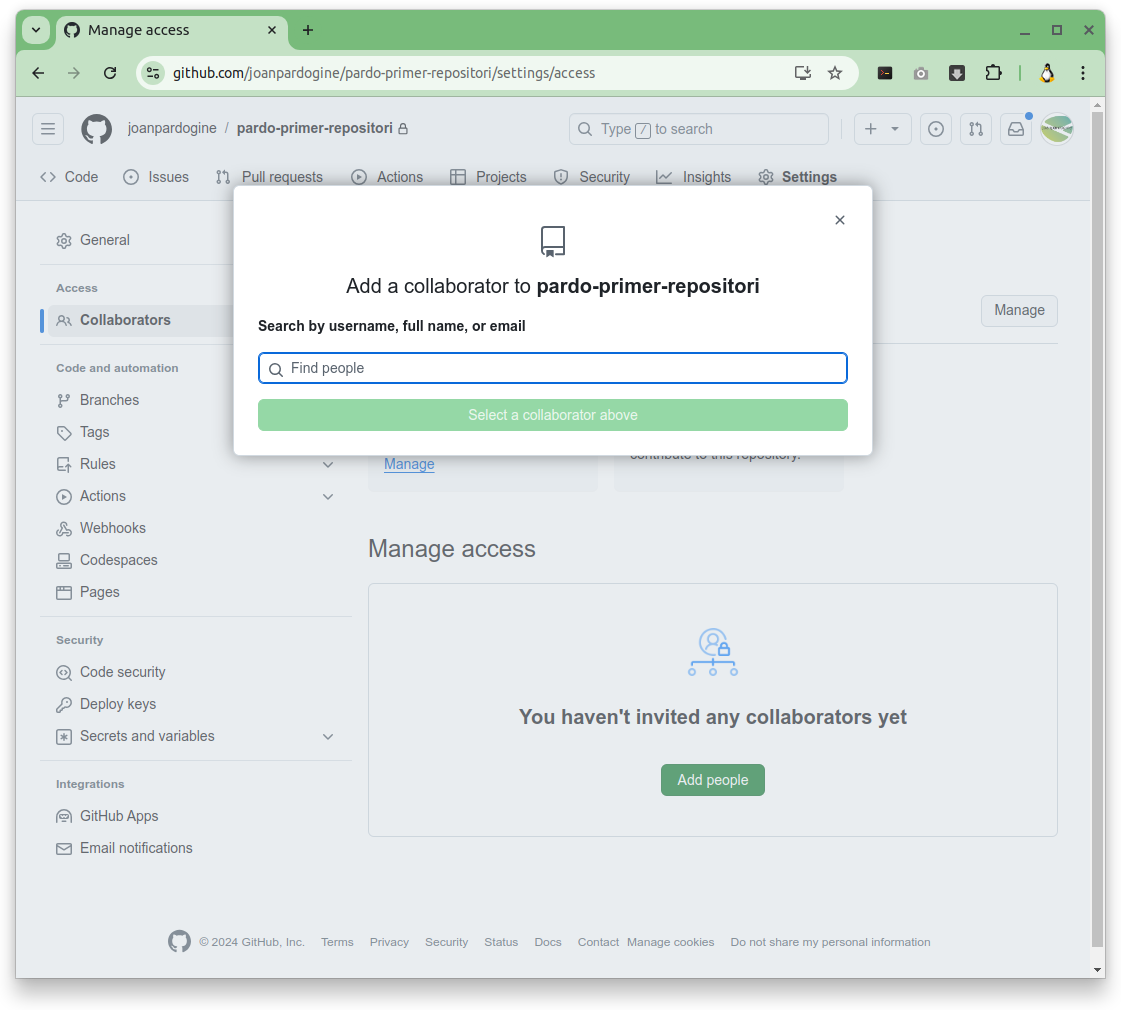 Manage access
github.com/joanpardogine/pardo-primer-repositori/settings/access
joanpardogine / pardo-primer-repositori
Type / to search
Code Issues Pull requests Actions Projects Security Insights Settings
Add a collaborator to pardo-primer-repositori
Search by username, full name, or email
Find people
Select a collaborator above
General
Access
Collaborators
Code and automation
Branches
Tags
Rules
Actions
Webhooks
Codespaces
Pages
Security
Code security
Deploy keys
Secrets and variables
Integrations
GitHub Apps
Email notifications
Manage
contribute to this repository.
Manage
Manage access
You haven't invited any collaborators yet
Add people
© 2024 GitHub, Inc. Terms Privacy Security Status Docs Contact Manage cookies Do not share my personal information